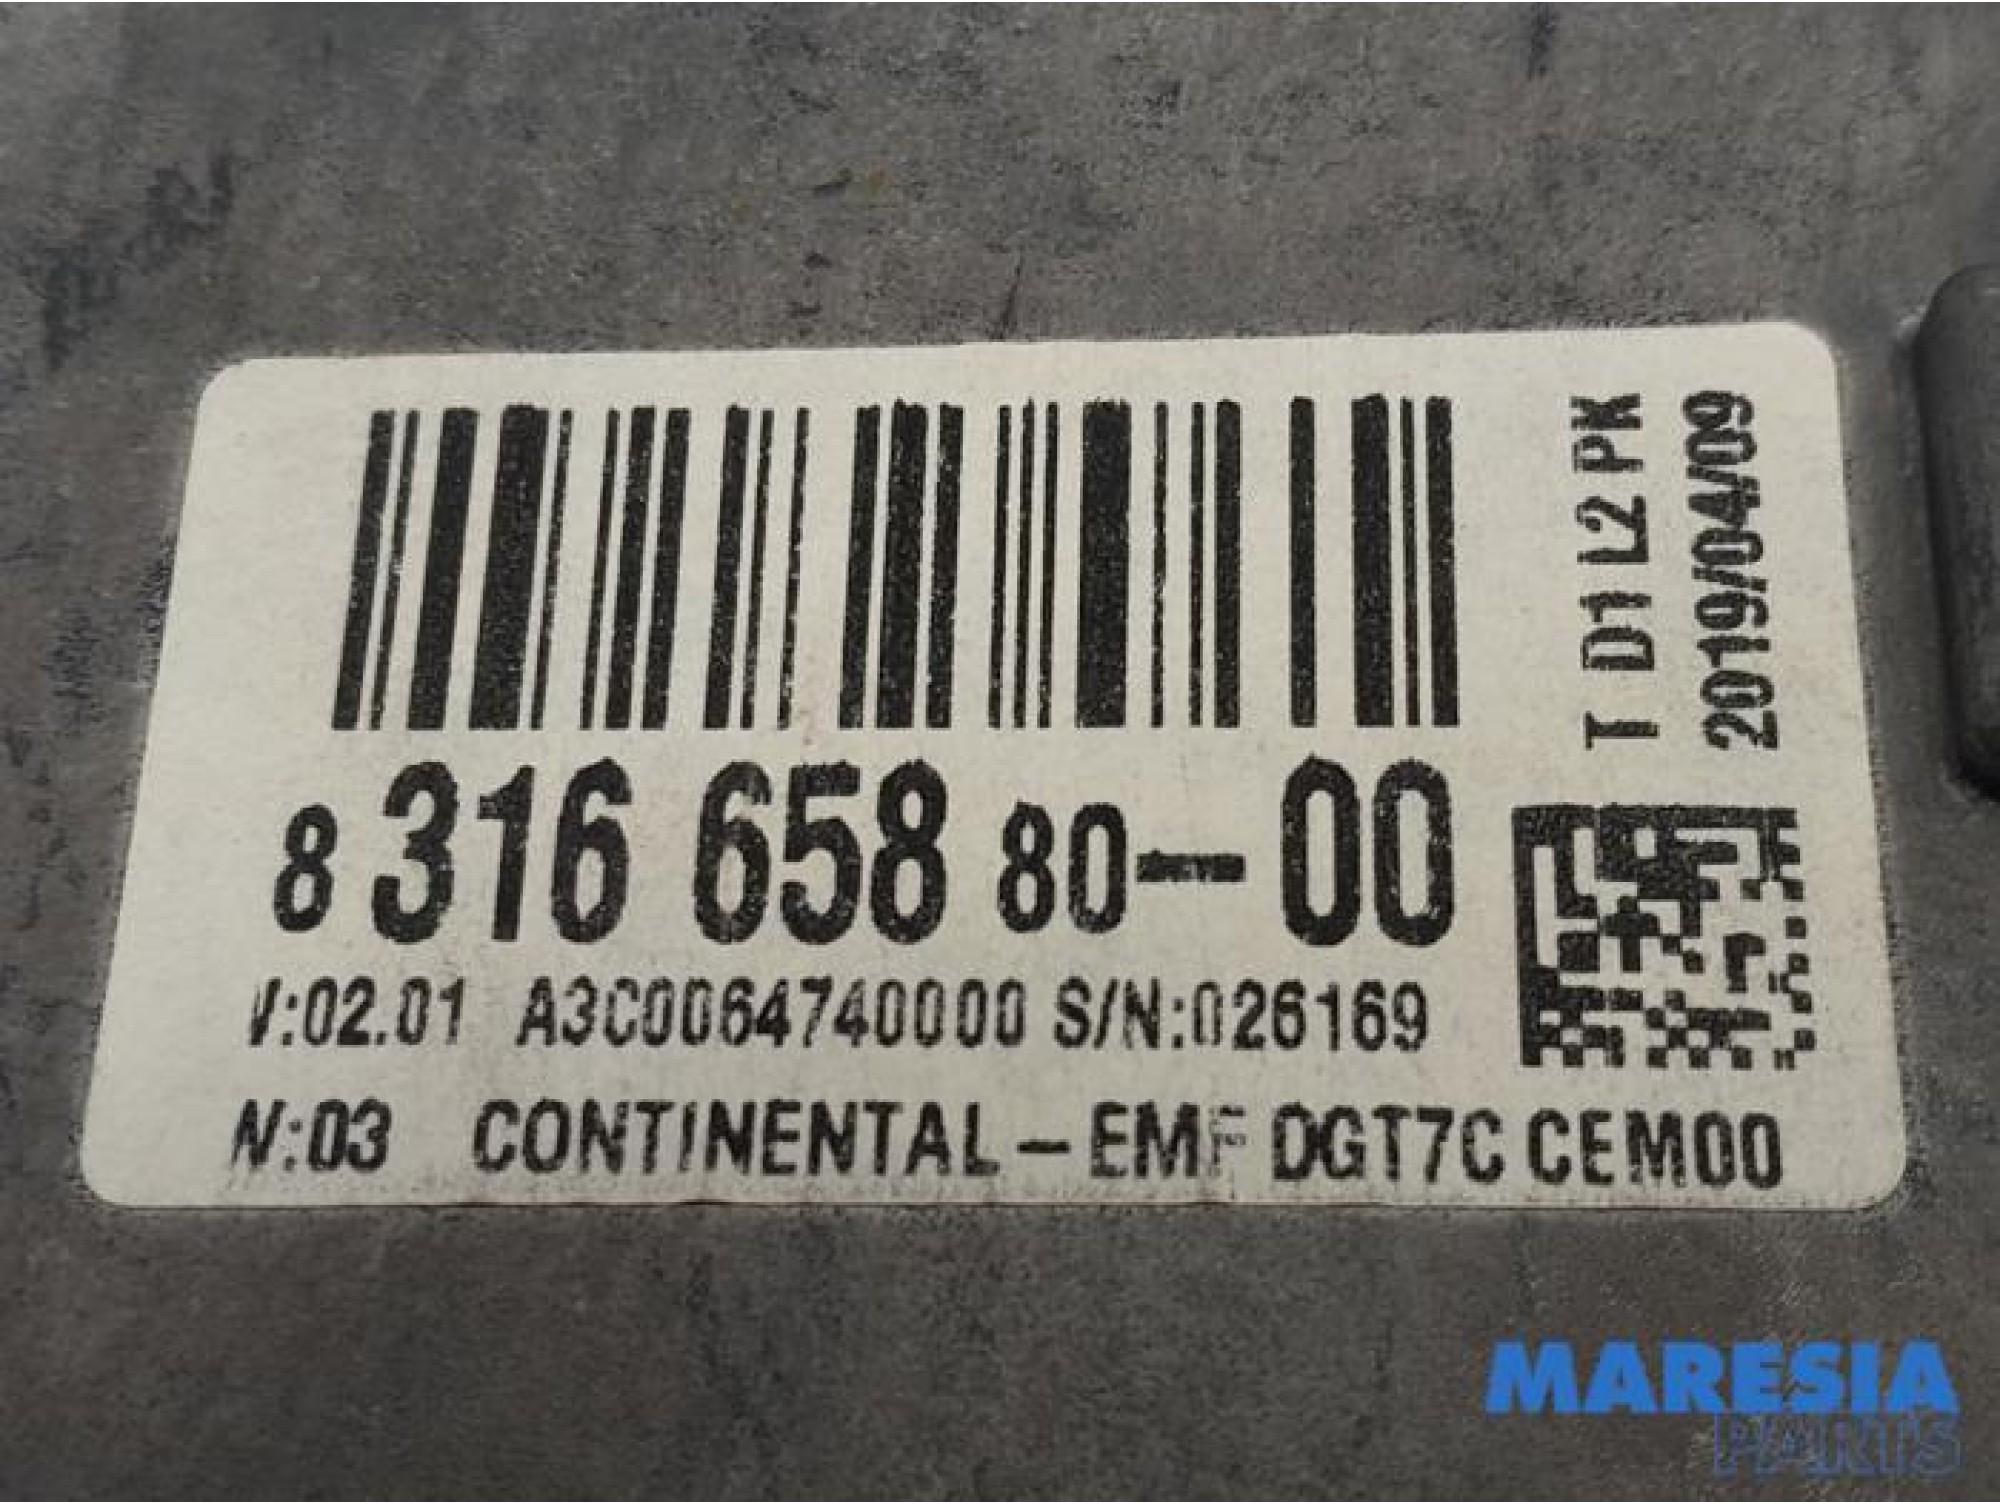 T D1 L2 PK
2019/04/09
8 316 658 80-00
V:02.01 A3C0064740000 S/N:026169
N:03 CONTINENTAL-EMF DGT7C CEM00
MARESIA
PARTS